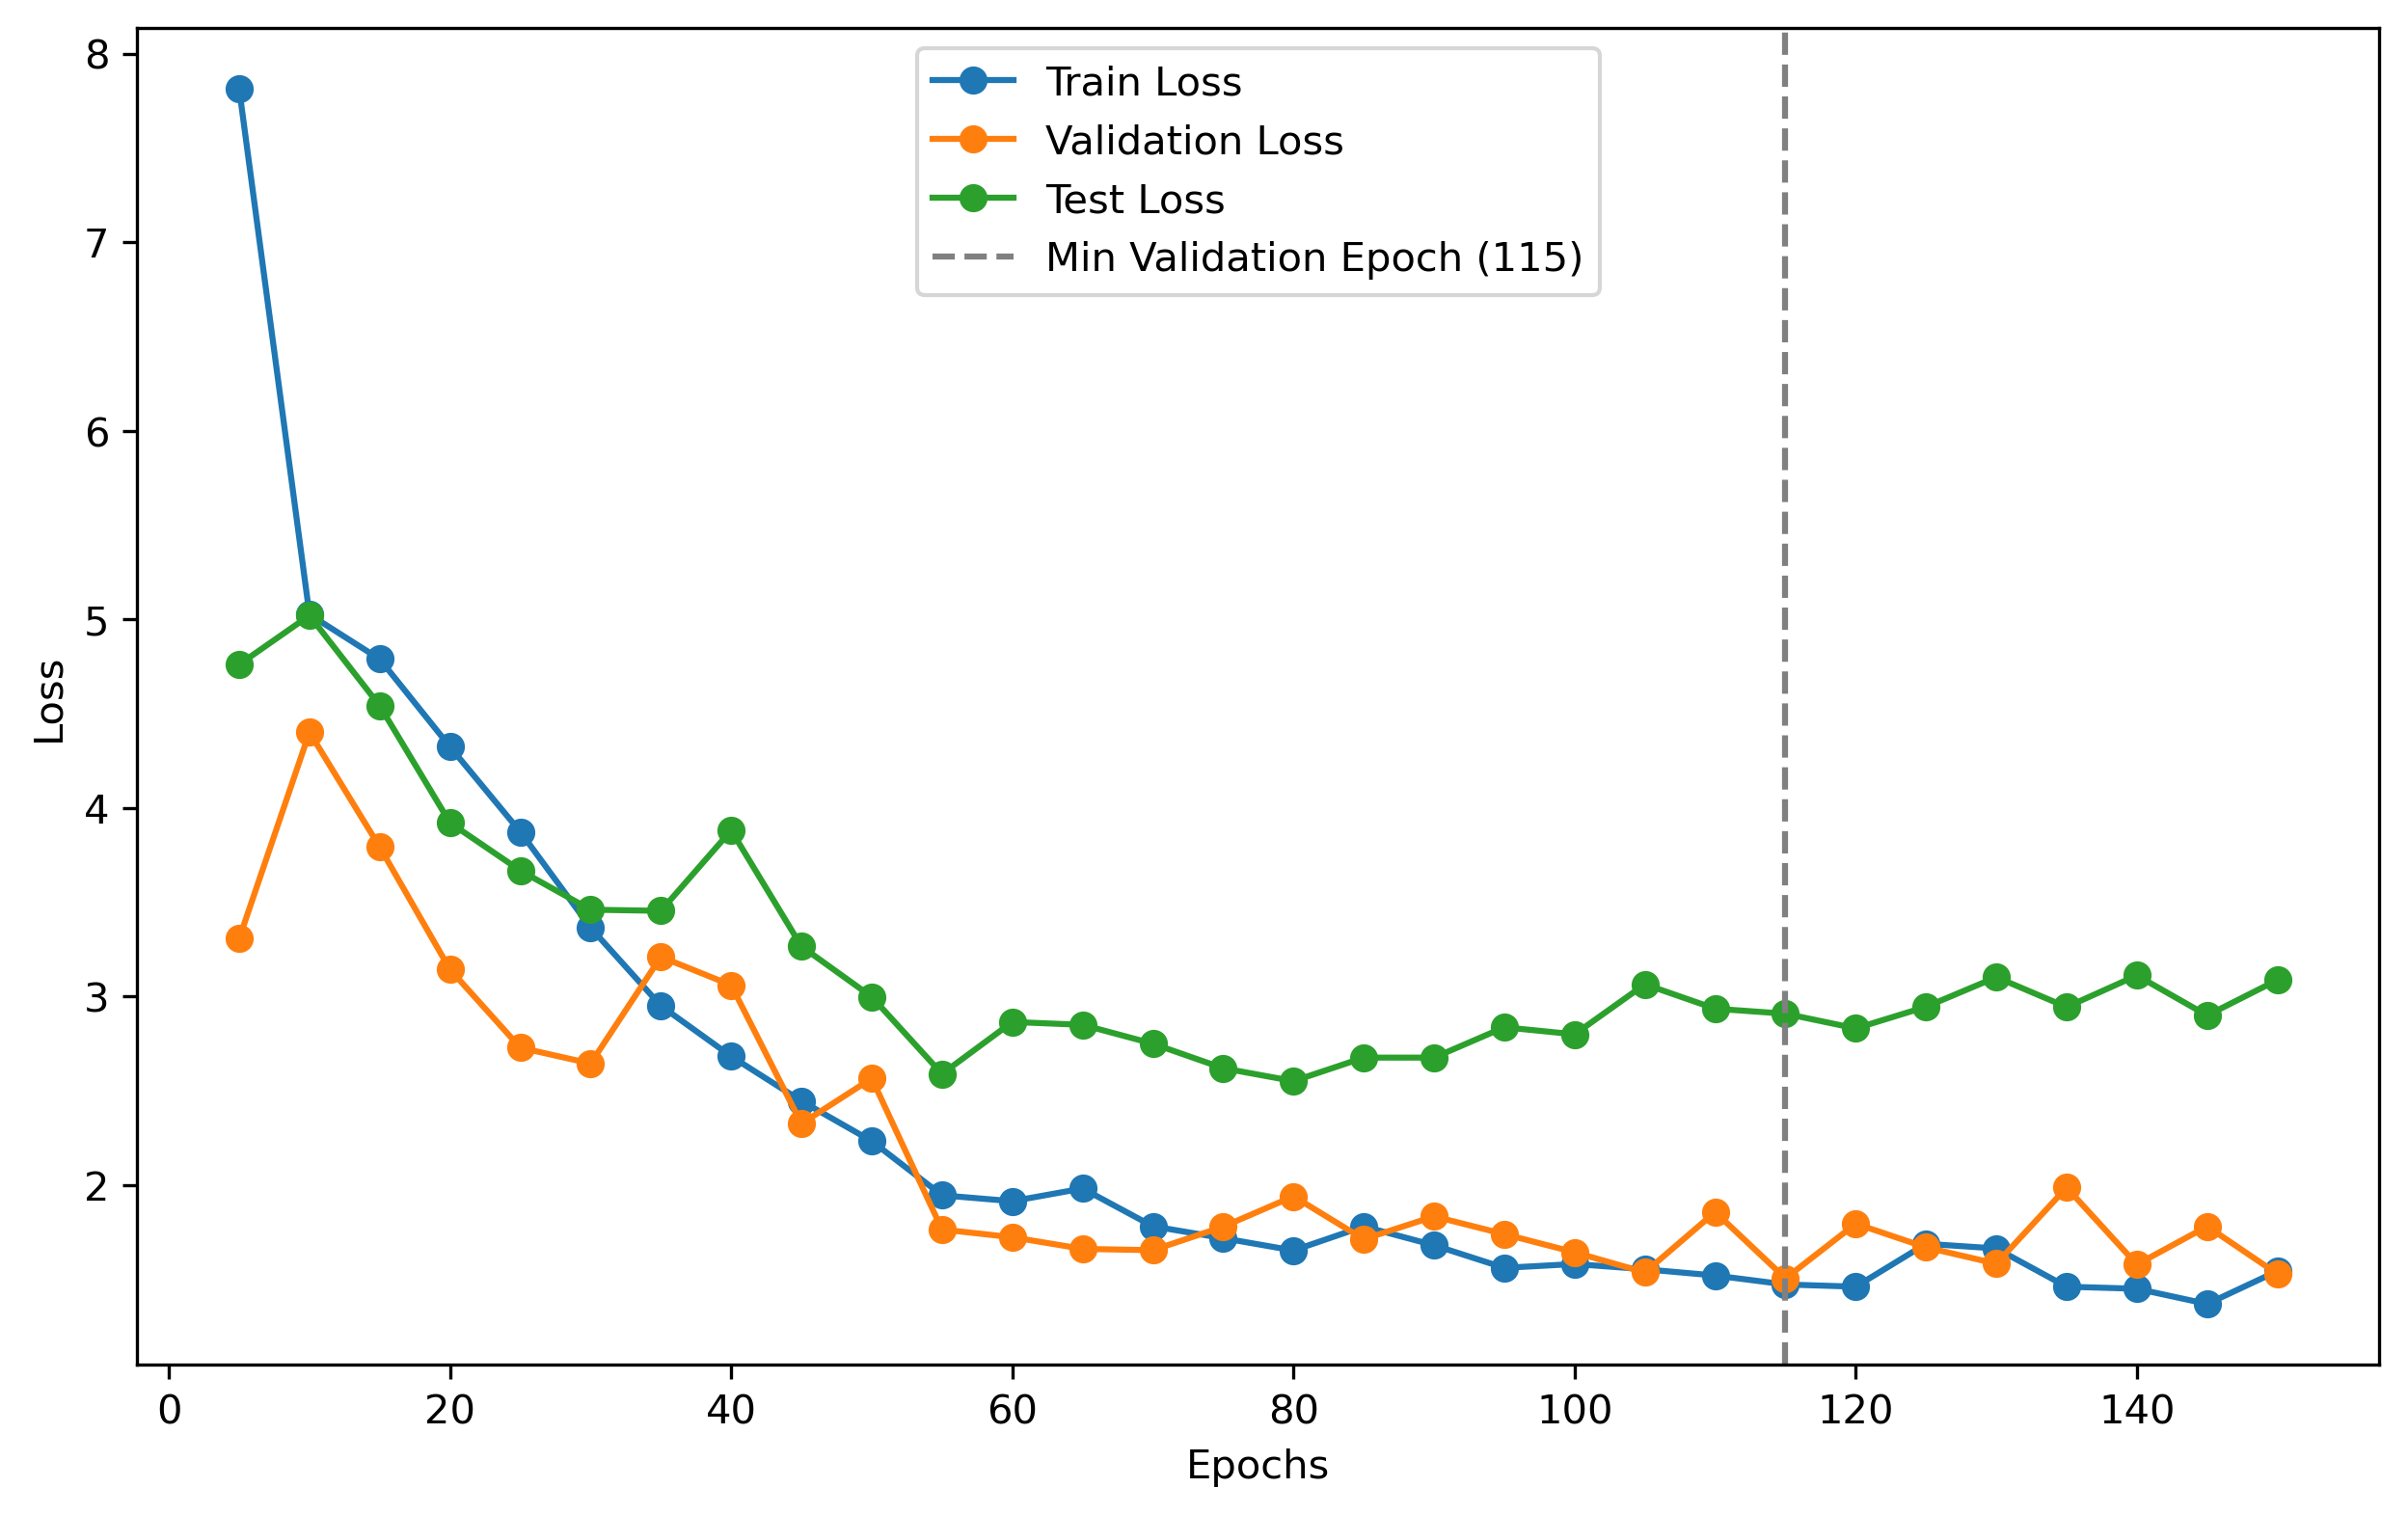 8
7
6
5
4
3
2
Loss
Train Loss
Validation Loss
Test Loss
Min Validation Epoch (115)
0 20 40 60 80 100 120 140
Epochs